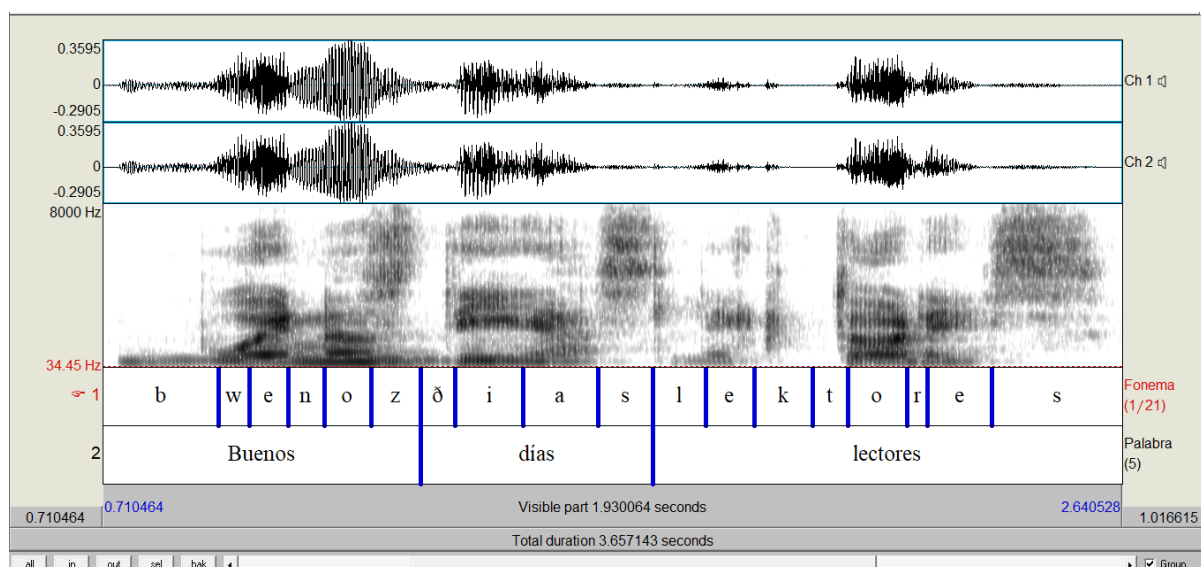 0.3595
0
-0.2905
Ch 1
0.3595
0
-0.2905
Ch 2
8000 Hz
34.45 Hz
1 b w e n o z ð i a s l e k t o r e s Fonema (1/21)
2 Buenos días lectores Palabra (5)
0.710464 0.710464 Visible part 1.930064 seconds 2.640528 1.016615
Total duration 3.657143 seconds
all in out sel bak Group